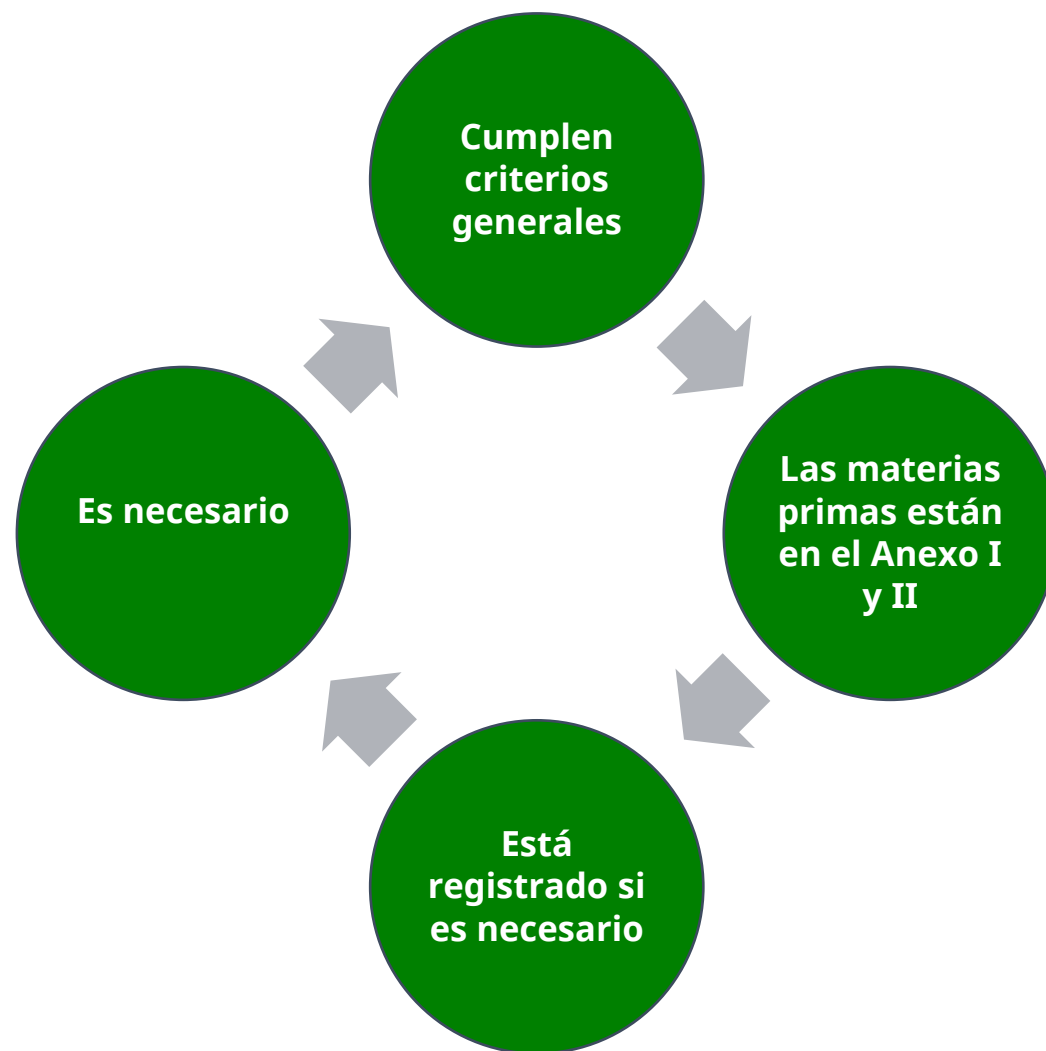 Cumplen
criterios
generales
Las materias
primas están
en el Anexo I
y II
Está
registrado si
es necesario
Es necesario